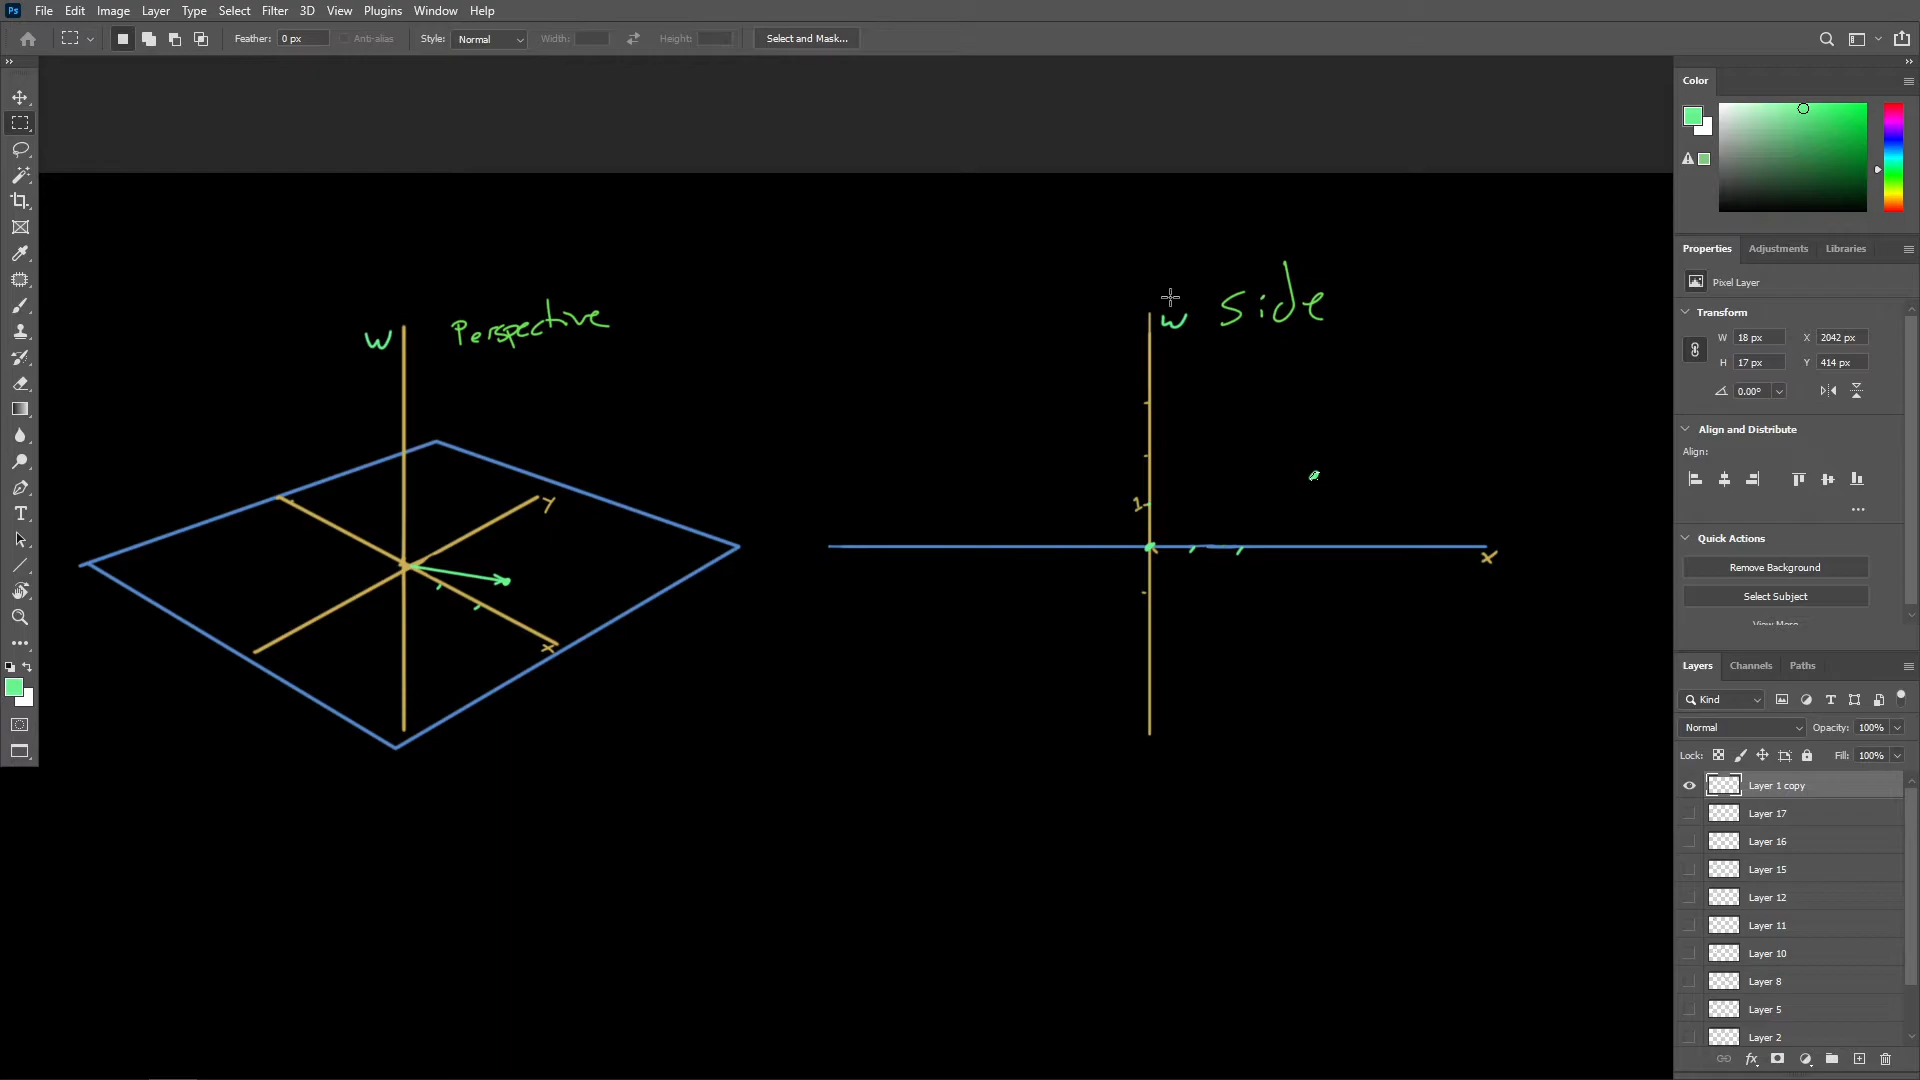 Ps File Edit Image Layer Type Select Filter 3D View Plugins Window Help
Feather: 0 px Anti-alias Style: Normal Width: Height: Select and Mask...
Color
Properties Adjustments Libraries
Pixel Layer
Transform
W 18 px X 2042 px
H 17 px Y 414 px
0.00°
Align and Distribute
Align:
Quick Actions
Remove Background
Select Subject
View More
Layers Channels Paths
Kind
Normal Opacity: 100%
Lock: Fill: 100%
Layer 1 copy
Layer 17
Layer 16
Layer 15
Layer 12
Layer 11
Layer 10
Layer 8
Layer 5
Layer 2
W Perspective
Y
X
W Side
1
X